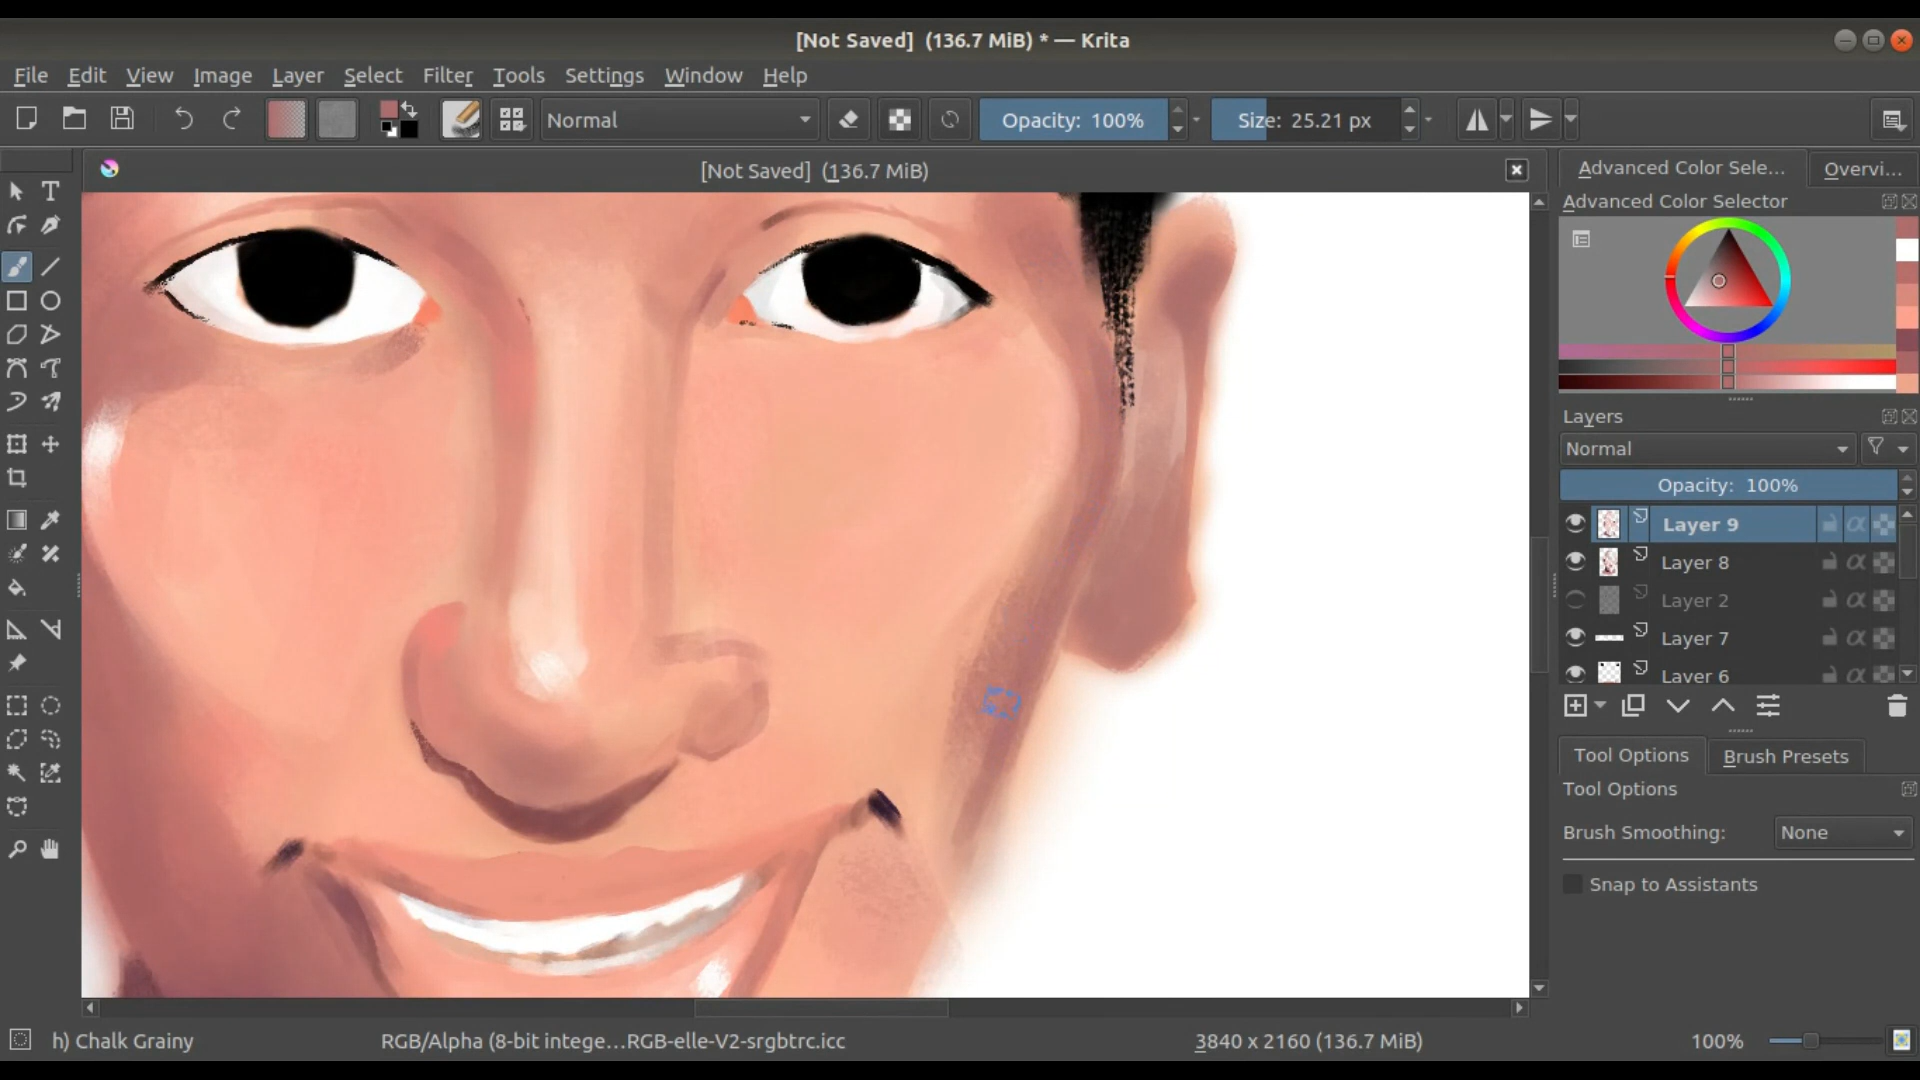 [Not Saved]  (136.7 MiB) * — Krita
File Edit View Image Layer Select Filter Tools Settings Window Help
Normal Opacity: 100% Size: 25.21 px
[Not Saved]  (136.7 MiB)
Advanced Color Sele... Overvi...
Advanced Color Selector
Layers
Normal
Opacity: 100%
Layer 9
Layer 8
Layer 2
Layer 7
Layer 6
Tool Options Brush Presets
Tool Options
Brush Smoothing: None
Snap to Assistants
h) Chalk Grainy RGB/Alpha (8-bit intege...RGB-elle-V2-srgbtrc.icc 3840 x 2160 (136.7 MiB) 100%